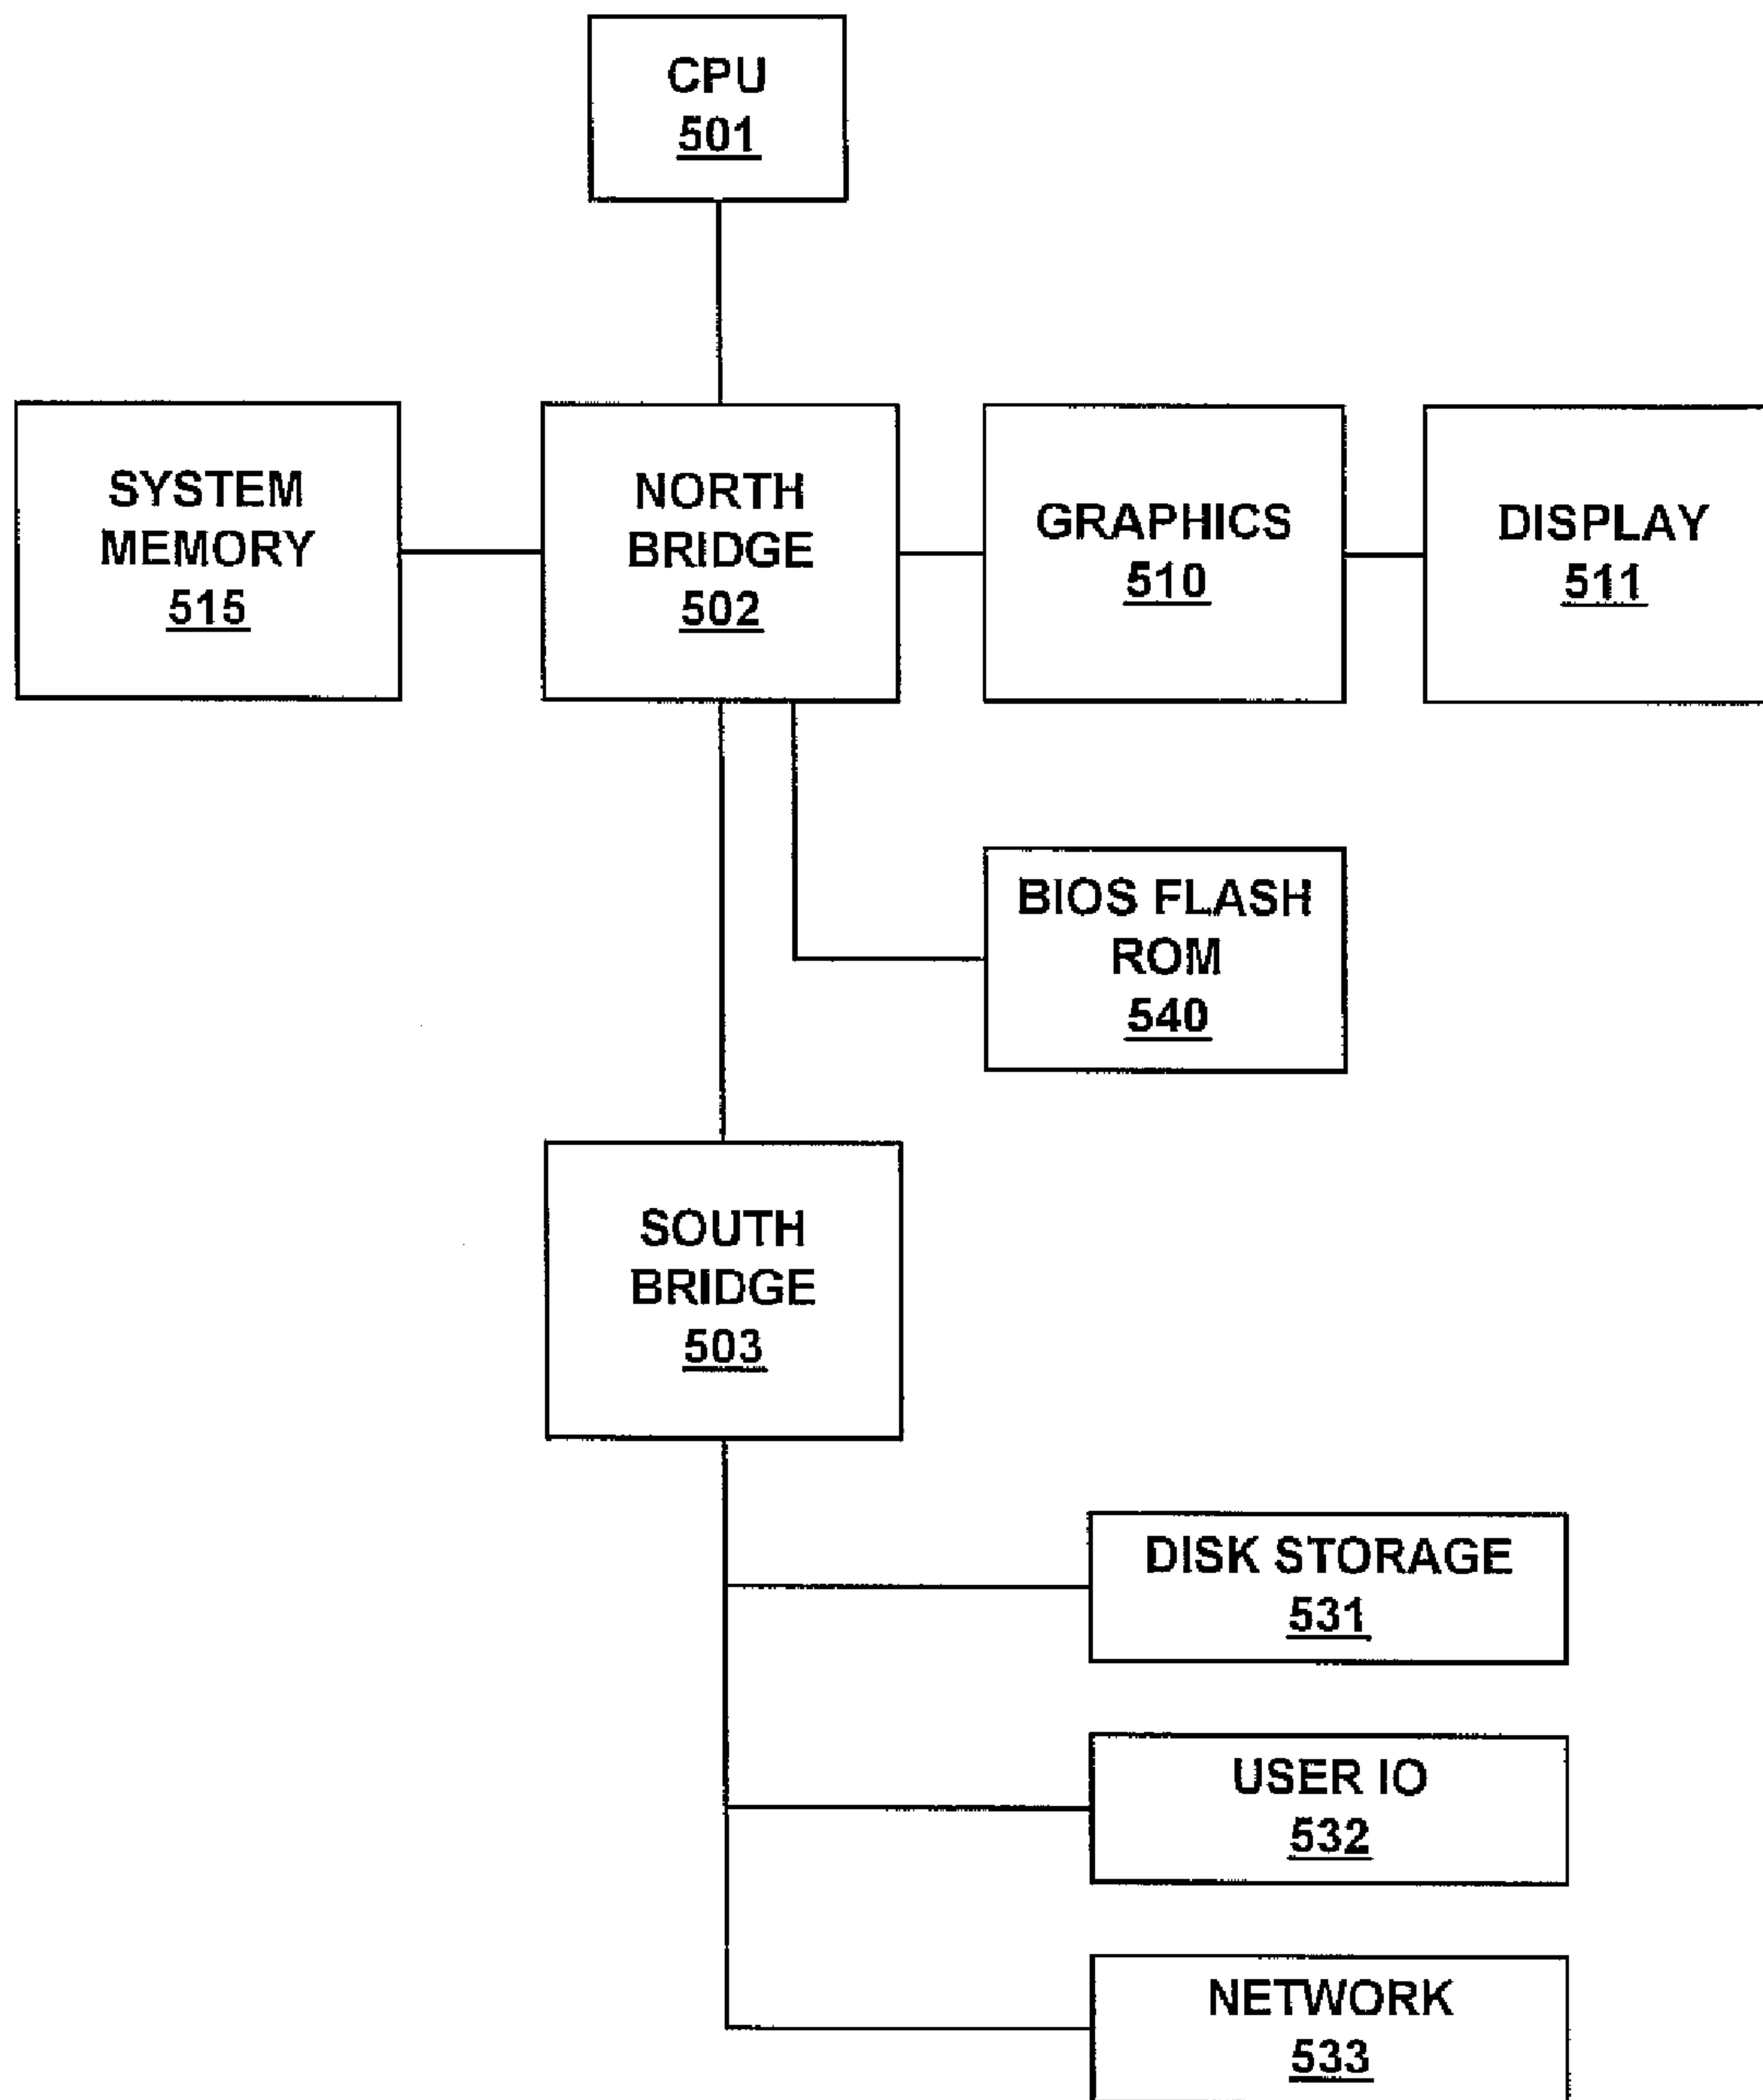 CPU
501
SYSTEM
MEMORY
515
NORTH
BRIDGE
502
GRAPHICS
510
DISPLAY
511
BIOS FLASH
ROM
540
SOUTH
BRIDGE
503
DISK STORAGE
531
USER IO
532
NETWORK
533